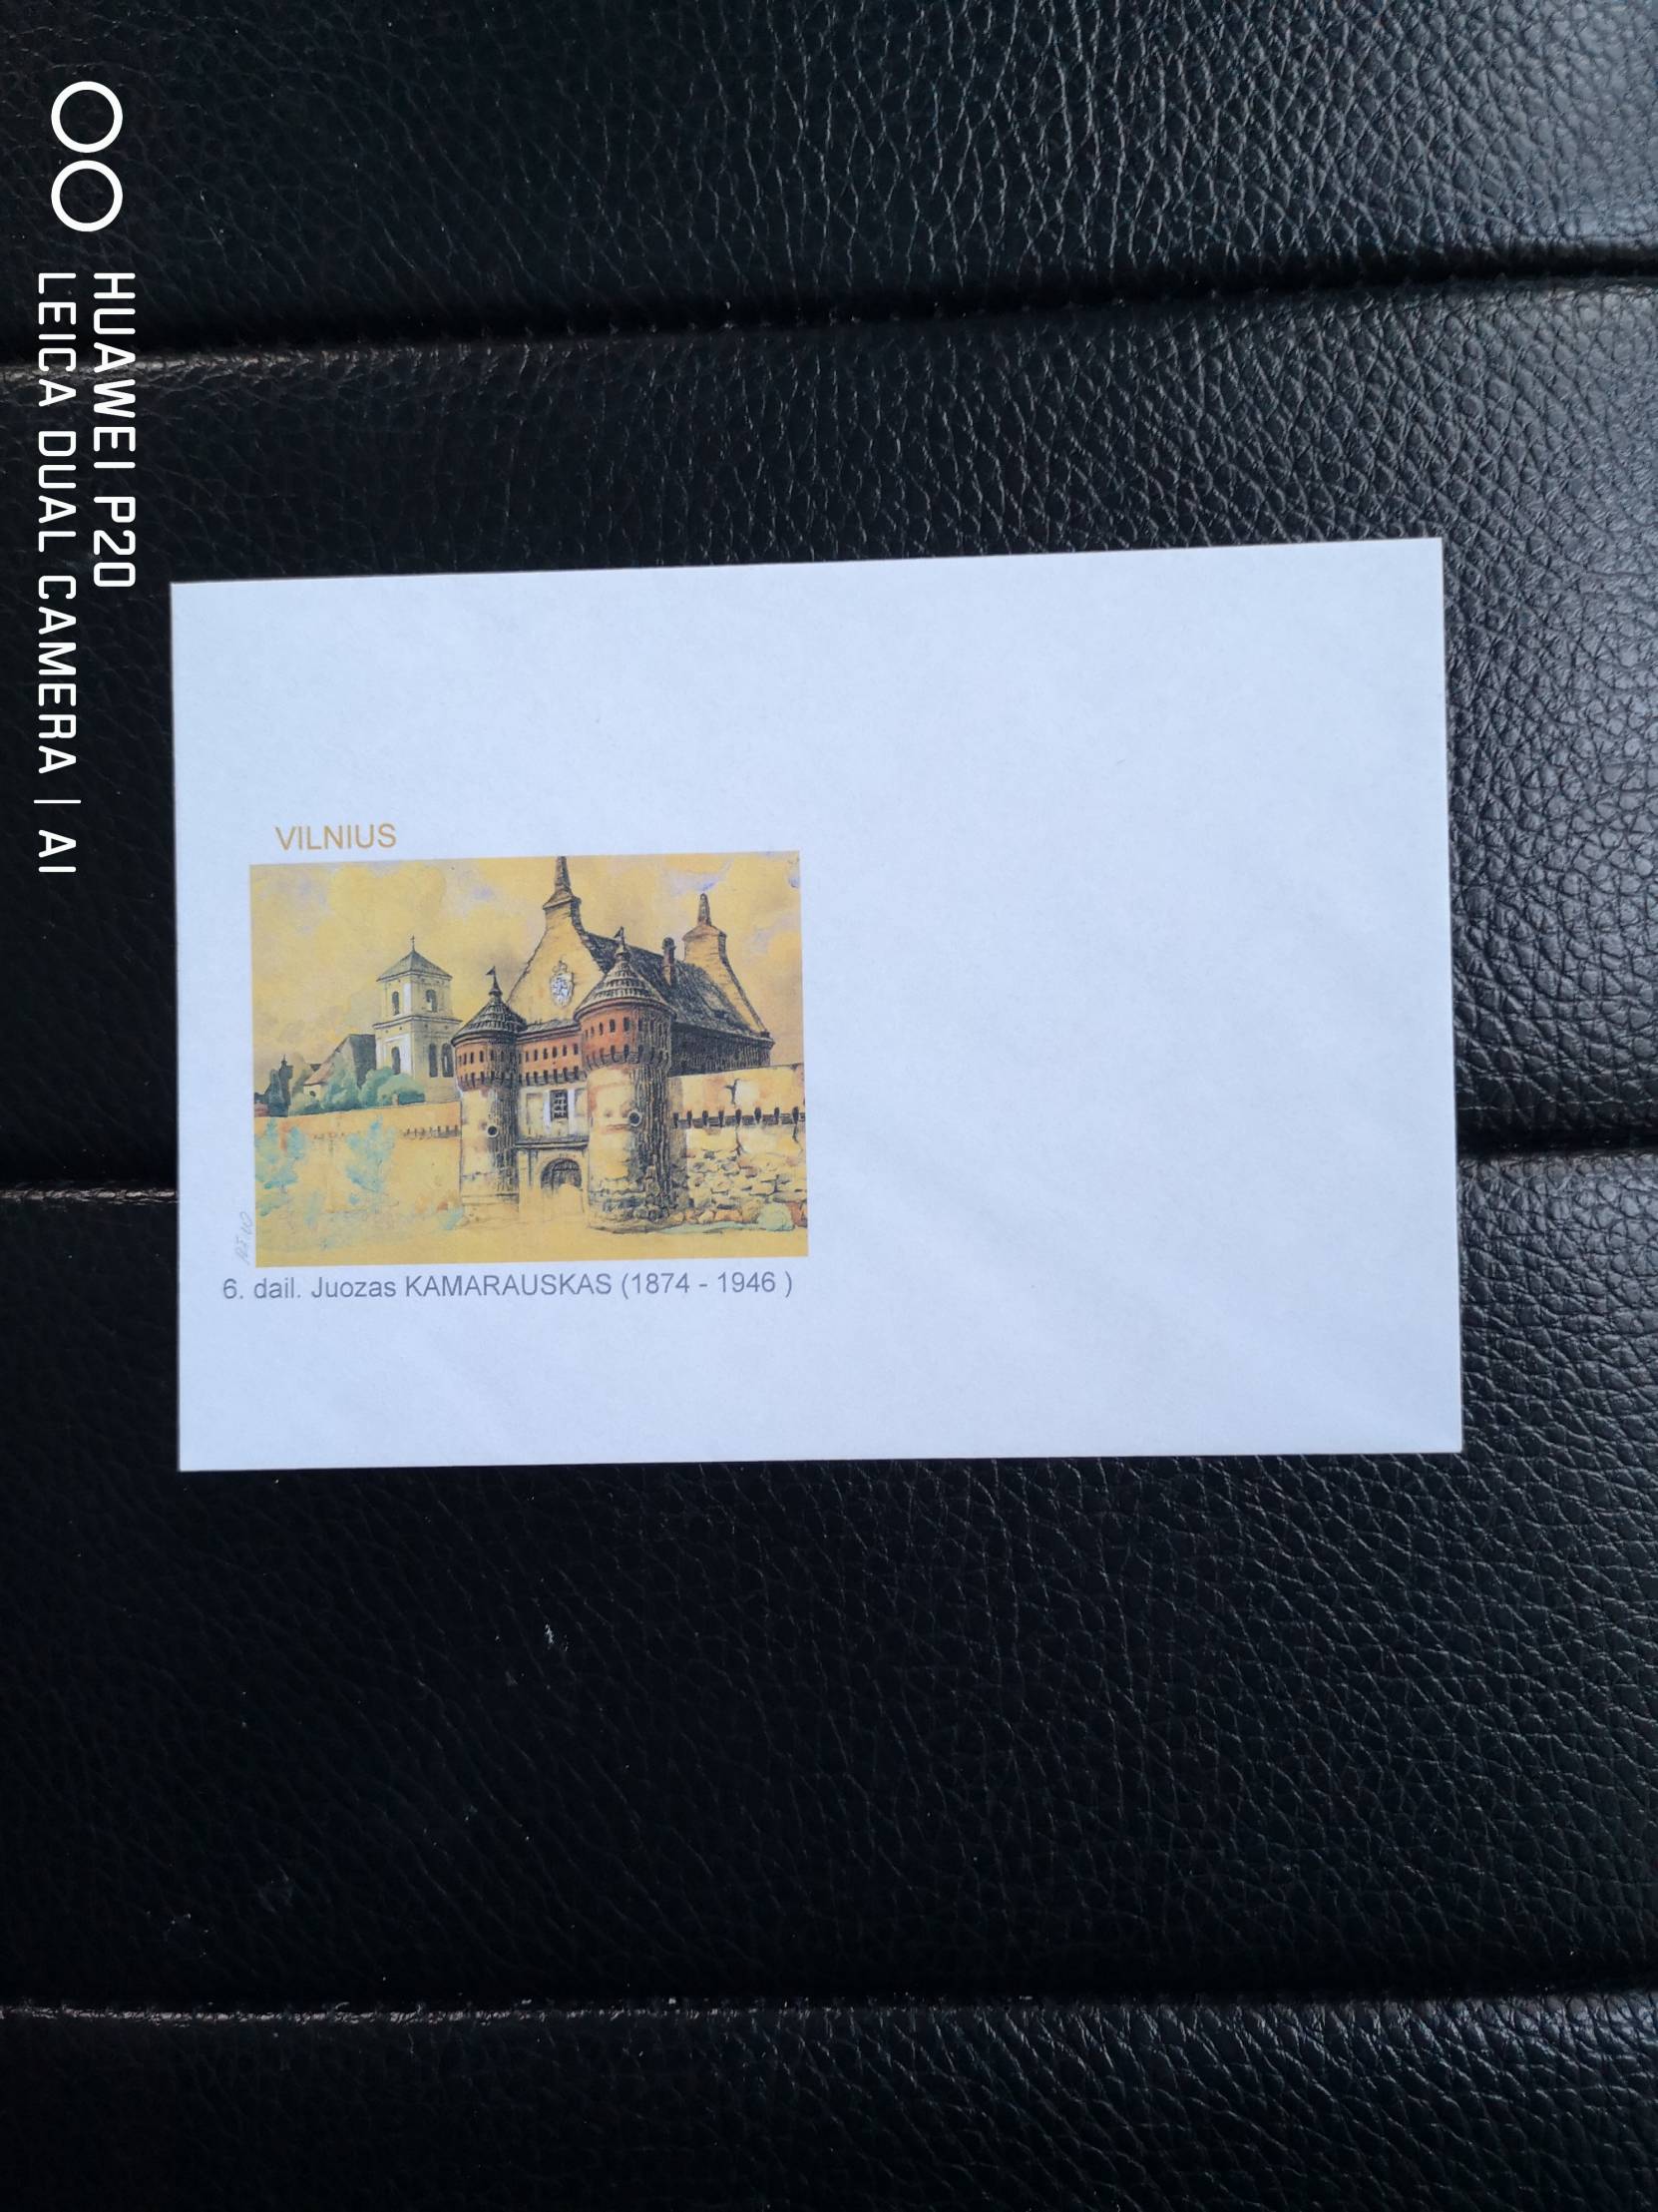 HUAWEI P20
LEICA DUAL CAMERA | AI
VILNIUS
6. dail. Juozas KAMARAUSKAS (1874 - 1946 )